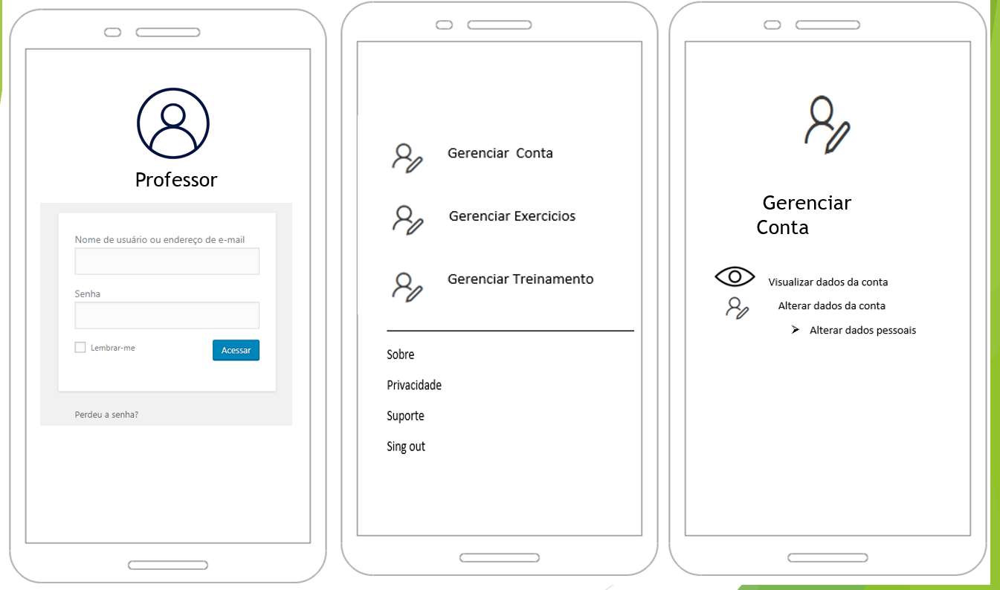 Professor
Nome de usuário ou endereço de e-mail
Senha
Lembrar-me
Acessar
Perdeu a senha?
Gerenciar Conta
Gerenciar Exercicios
Gerenciar Treinamento
Sobre
Privacidade
Suporte
Sing out
Gerenciar
Conta
Visualizar dados da conta
Alterar dados da conta
Alterar dados pessoais